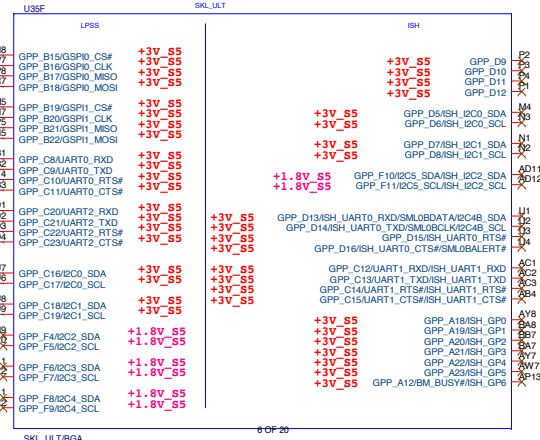 U35F
SKL_ULT
LPSS
ISH
GPP_B15/GSPI0_CS# +3V_S5
GPP_B16/GSPI0_CLK +3V_S5
GPP_B17/GSPI0_MISO +3V_S5
GPP_B18/GSPI0_MOSI +3V_S5
GPP_B19/GSPI1_CS# +3V_S5
GPP_B20/GSPI1_CLK +3V_S5
GPP_B21/GSPI1_MISO +3V_S5
GPP_B22/GSPI1_MOSI +3V_S5
GPP_C8/UART0_RXD +3V_S5
GPP_C9/UART0_TXD +3V_S5
GPP_C10/UART0_RTS# +3V_S5
GPP_C11/UART0_CTS# +3V_S5
GPP_C20/UART2_RXD +3V_S5
GPP_C21/UART2_TXD +3V_S5
GPP_C22/UART2_RTS# +3V_S5
GPP_C23/UART2_CTS# +3V_S5
GPP_C16/I2C0_SDA +3V_S5
GPP_C17/I2C0_SCL +3V_S5
GPP_C18/I2C1_SDA +3V_S5
GPP_C19/I2C1_SCL +3V_S5
GPP_F4/I2C2_SDA +1.8V_S5
GPP_F5/I2C2_SCL +1.8V_S5
GPP_F6/I2C3_SDA +1.8V_S5
GPP_F7/I2C3_SCL +1.8V_S5
GPP_F8/I2C4_SDA +1.8V_S5
GPP_F9/I2C4_SCL +1.8V_S5
+3V_S5 GPP_D9 P2
+3V_S5 GPP_D10 P3
+3V_S5 GPP_D11 P4
+3V_S5 GPP_D12 P1
+3V_S5 GPP_D5/ISH_I2C0_SDA M4
+3V_S5 GPP_D6/ISH_I2C0_SCL N3
+3V_S5 GPP_D7/ISH_I2C1_SDA N1
+3V_S5 GPP_D8/ISH_I2C1_SCL N2
+1.8V_S5 GPP_F10/I2C5_SDA/ISH_I2C2_SDA AD11
+1.8V_S5 GPP_F11/I2C5_SCL/ISH_I2C2_SCL AD12
+3V_S5 GPP_D13/ISH_UART0_RXD/SML0BDATA/I2C4B_SDA U1
+3V_S5 GPP_D14/ISH_UART0_TXD/SML0BCLK/I2C4B_SCL U2
+3V_S5 GPP_D15/ISH_UART0_RTS# U3
+3V_S5 GPP_D16/ISH_UART0_CTS#/SML0BALERT# U4
+3V_S5 GPP_C12/UART1_RXD/ISH_UART1_RXD AC1
+3V_S5 GPP_C13/UART1_TXD/ISH_UART1_TXD AC2
+3V_S5 GPP_C14/UART1_RTS#/ISH_UART1_RTS# AC3
+3V_S5 GPP_C15/UART1_CTS#/ISH_UART1_CTS# AB4
+3V_S5 GPP_A18/ISH_GP0 AY8
+3V_S5 GPP_A19/ISH_GP1 BA8
+3V_S5 GPP_A20/ISH_GP2 BB7
+3V_S5 GPP_A21/ISH_GP3 BA7
+3V_S5 GPP_A22/ISH_GP4 AY7
+3V_S5 GPP_A23/ISH_GP5 AW7
+3V_S5 GPP_A12/BM_BUSY#/ISH_GP6 AP13
6 OF 20
SKL_ULT/BGA